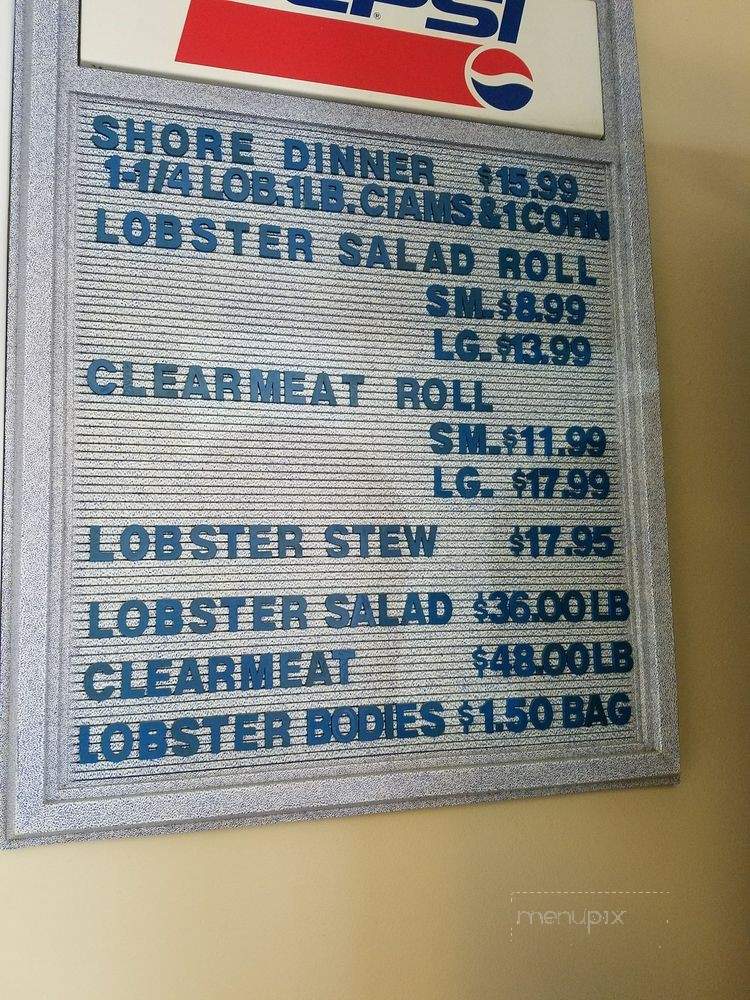 PEPSI
SHORE DINNER $15.99
1-1/4 LOB.1LB.CIAMS &1CORN
LOBSTER SALAD ROLL
SM. $8.99
LG. $13.99
CLEARMEAT ROLL
SM. $11.99
LG. $17.99
LOBSTER STEW $17.95
LOBSTER SALAD $36.00LB
CLEARMEAT $48.00LB
LOBSTER BODIES $1.50 BAG
menupix